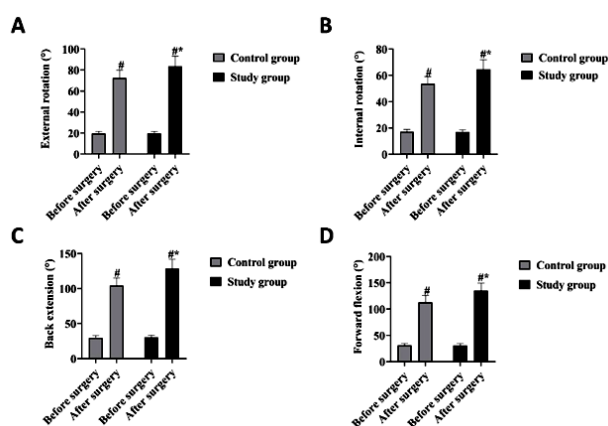 A
External rotation (°)
100
80
60
40
20
0
#
#*
Before surgery
After surgery
Before surgery
After surgery
Control group
Study group
B
Internal rotation (°)
80
60
40
20
0
#
#*
Before surgery
After surgery
Before surgery
After surgery
Control group
Study group
C
Back extension (°)
150
100
50
0
#
#*
Before surgery
After surgery
Before surgery
After surgery
Control group
Study group
D
Forward flexion (°)
200
150
100
50
0
#
#*
Before surgery
After surgery
Before surgery
After surgery
Control group
Study group